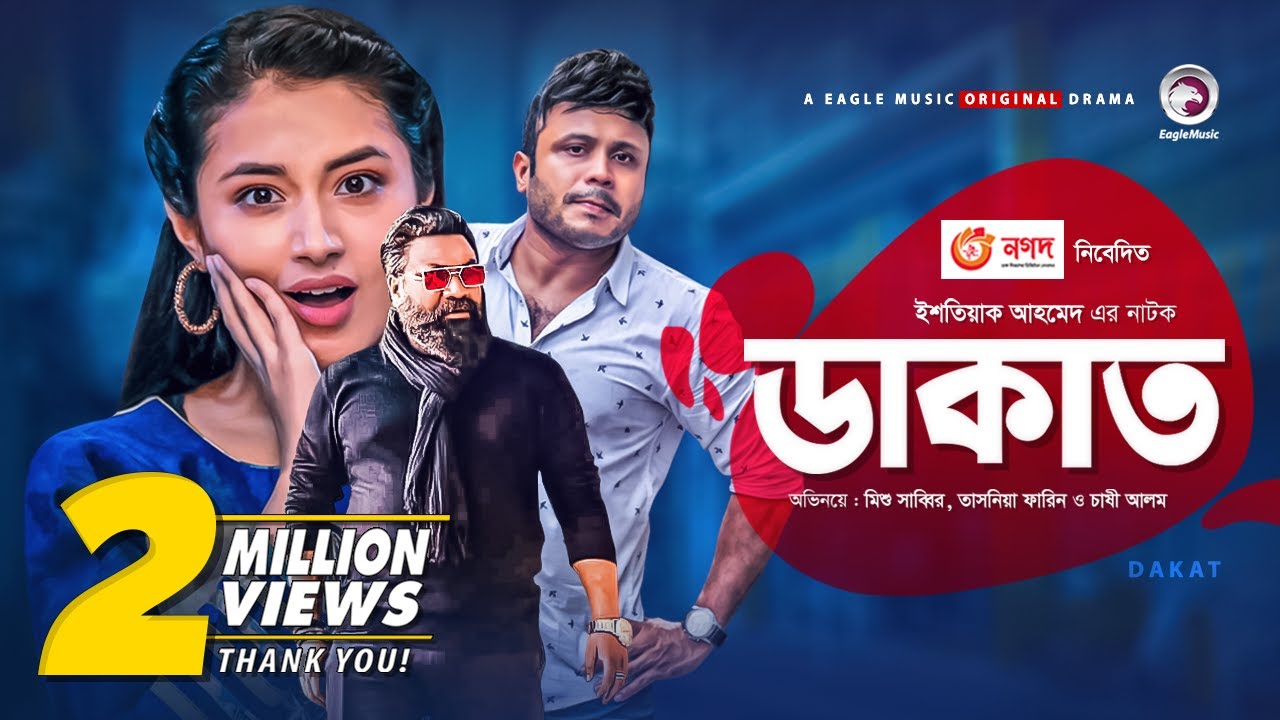 A EAGLE MUSIC ORIGINAL DRAMA
EagleMusic
নগদ নিবেদিত
ইশতিয়াক আহমেদ এর নাটক
ডাকাত
অভিনয়ে : মিশু সাব্বির, তাসনিয়া ফারিন ও চাষী আলম
DAKAT
2 MILLION
VIEWS
THANK YOU!